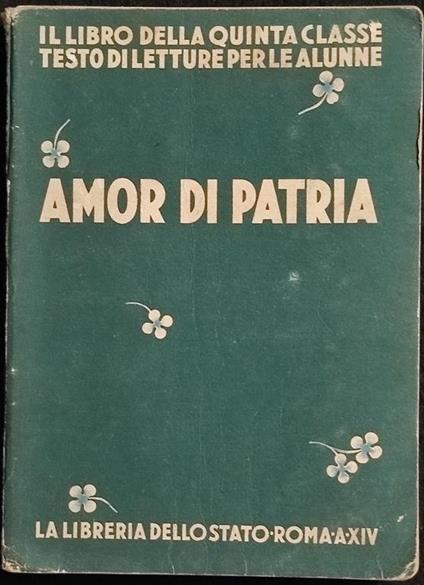 IL LIBRO DELLA QUINTA CLASSE
TESTO DI LETTURE PER LE ALUNNE
AMOR DI PATRIA
LA LIBRERIA DELLO STATO·ROMA·A·XIV